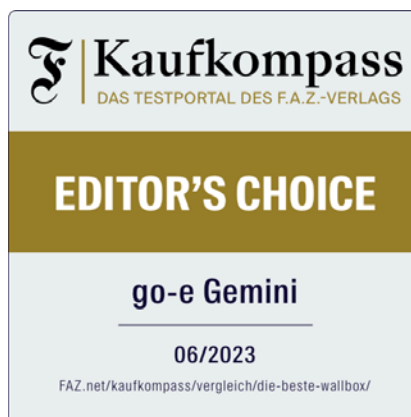 F Kaufkompass
DAS TESTPORTAL DES F.A.Z.-VERLAGS
EDITOR'S CHOICE
go-e Gemini
06/2023
FAZ.net/kaufkompass/vergleich/die-beste-wallbox/